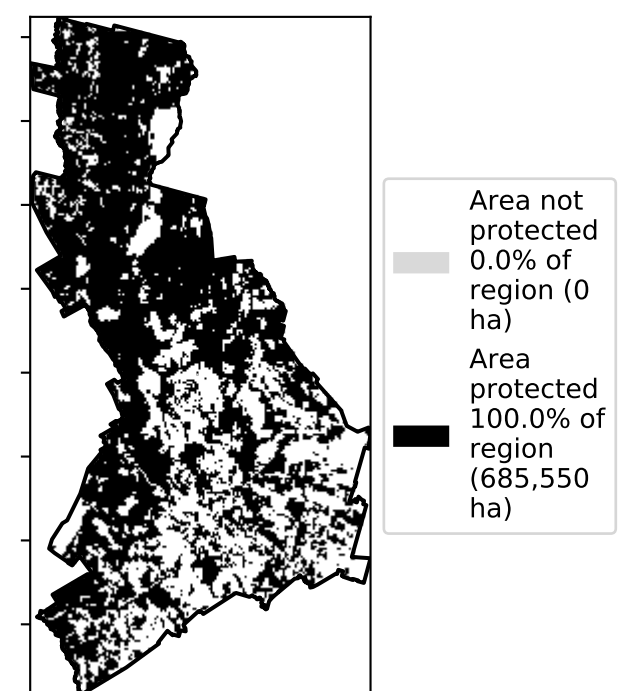 Area not
protected
0.0% of
region (0
ha)
Area
protected
100.0% of
region
(685,550
ha)